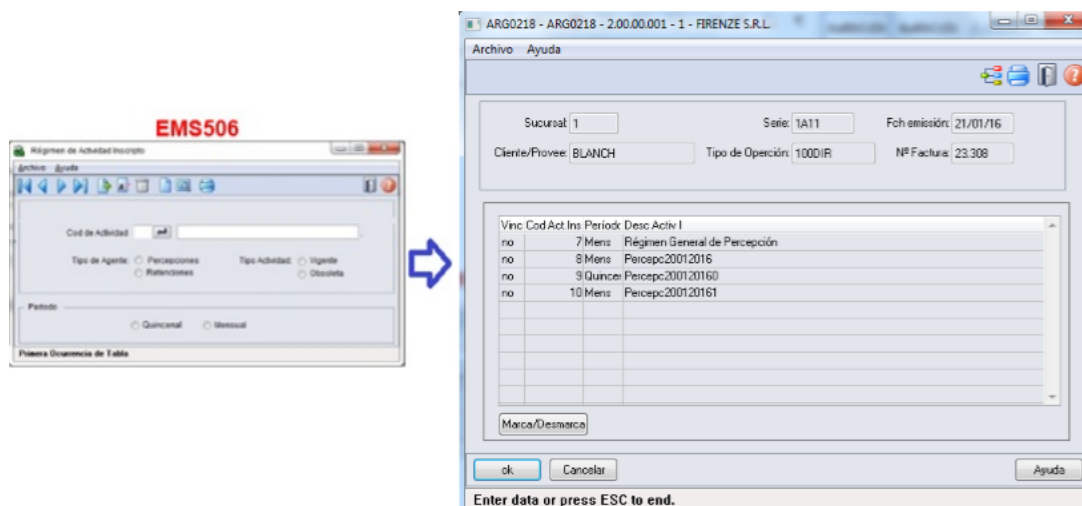 EMS506
Régimen de Actividad Inscripto
Archivo Ayuda
Cod de Actividad
Tipo de Agente: Percepciones Tipo Actividad: Vigente
Retenciones Obsoleta
Periodo
Quincenal Mensual
Primera Ocurrencia de Tabla
ARG0218 - ARG0218 - 2.00.00.001 - 1 - FIRENZE S.R.L.
Archivo Ayuda
Sucursal: 1 Serie: 1A11 Fch emissión: 21/01/16
Cliente/Provee: BLANCH Tipo de Operción: 100DIR Nº Factura: 23.308
Vinc Cod Act Ins Períodc Desc Activ I
no 7 Mens Régimen General de Percepción
no 8 Mens Percepc20012016
no 9 Quincer Percepc200120160
no 10 Mens Percepc200120161
Marca/Desmarca
ok Cancelar Ayuda
Enter data or press ESC to end.